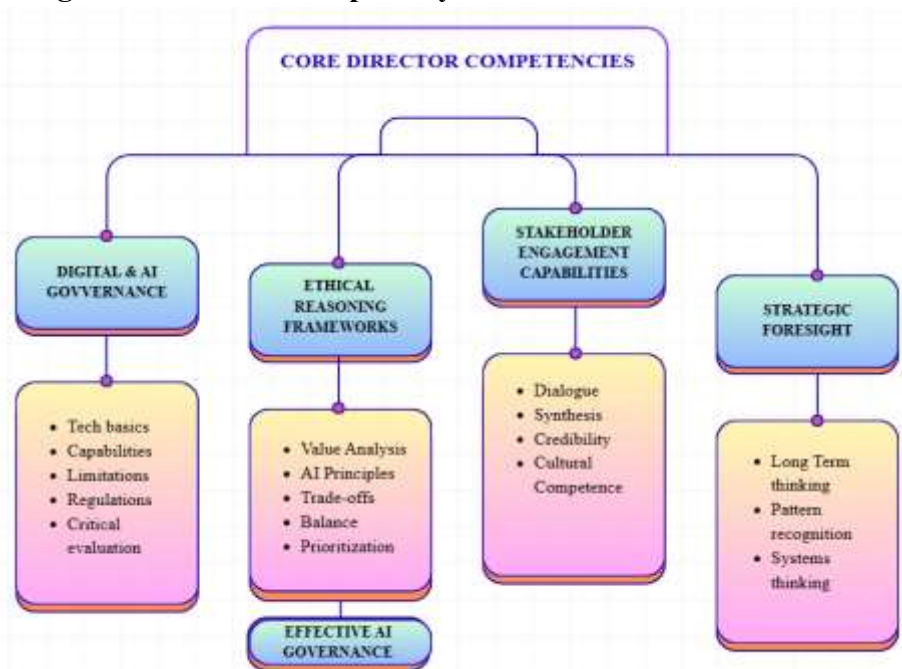 CORE DIRECTOR COMPETENCIES
DIGITAL & AI
GOVVERNANCE
• Tech basics
• Capabilities
• Limitations
• Regulations
• Critical
evaluation
ETHICAL
REASONING
FRAMEWORKS
• Value Analysis
• AI Principles
• Trade-offs
• Balance
• Prioritization
EFFECTIVE AI
GOVERNANCE
STAKEHOLDER
ENGAGEMENT
CAPABILITIES
• Dialogue
• Synthesis
• Credibility
• Cultural
Competence
STRATEGIC
FORESIGHT
• Long Term
thinking
• Pattern
recognition
• Systems
thinking